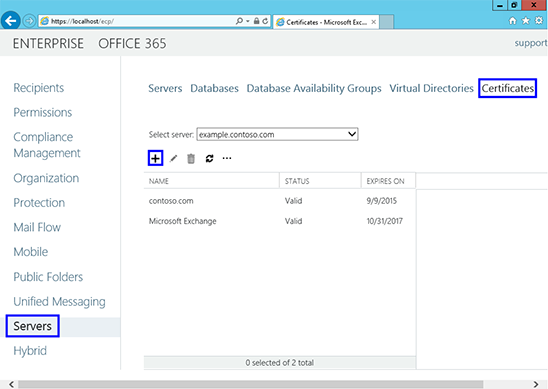 https://localhost/ecp/
Certificates - Microsoft Exc...
ENTERPRISE OFFICE 365
support
Recipients
Permissions
Compliance
Management
Organization
Protection
Mail Flow
Mobile
Public Folders
Unified Messaging
Servers
Hybrid
Servers Databases Database Availability Groups Virtual Directories Certificates
Select server: example.contoso.com
NAME STATUS EXPIRES ON
contoso.com Valid 9/9/2015
Microsoft Exchange Valid 10/31/2017
0 selected of 2 total